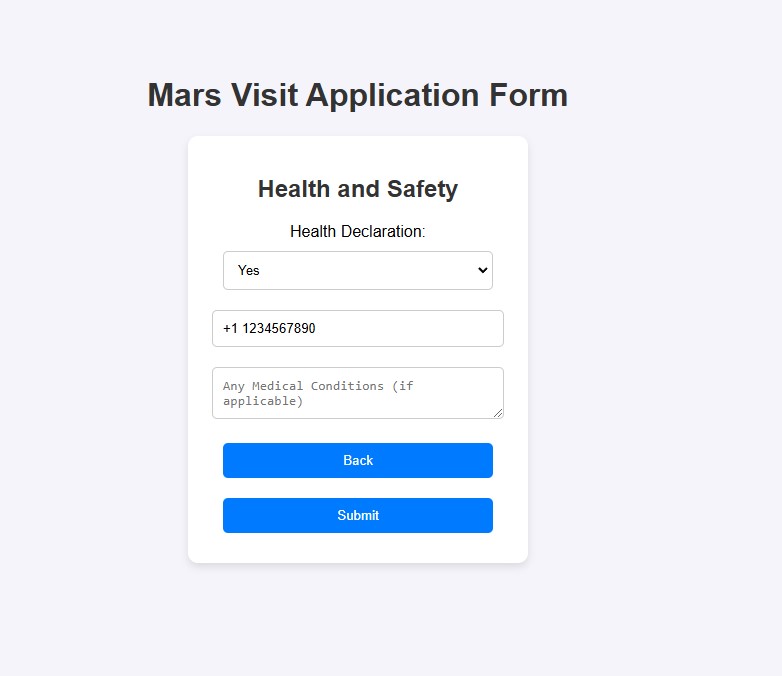 Mars Visit Application Form
Health and Safety
Health Declaration:
Yes
+1 1234567890
Any Medical Conditions (if
applicable)
Back
Submit